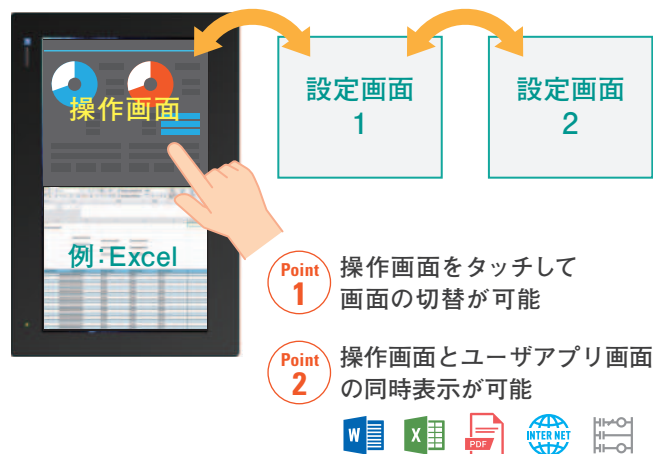 操作画面
設定画面
1
設定画面
2
例:Excel
Point
1
操作画面をタッチして
画面の切替が可能
Point
2
操作画面とユーザアプリ画面
の同時表示が可能
W
X
PDF
INTER NET